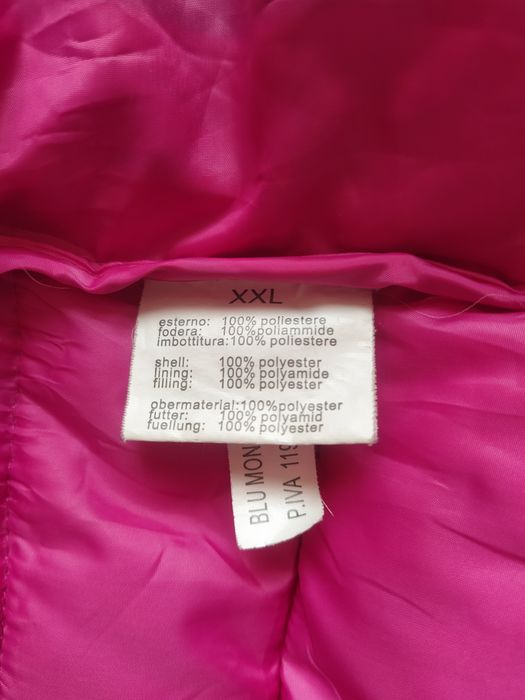 XXL
esterno: 100% poliestere
fodera: 100% poliammide
imbottitura:100% poliestere
shell: 100% polyester
lining: 100% polyamide
filling: 100% polyester
obermaterial:100%polyester
futter: 100% polyamid
fuellung: 100% polyester
BLU MON
P.IVA 119